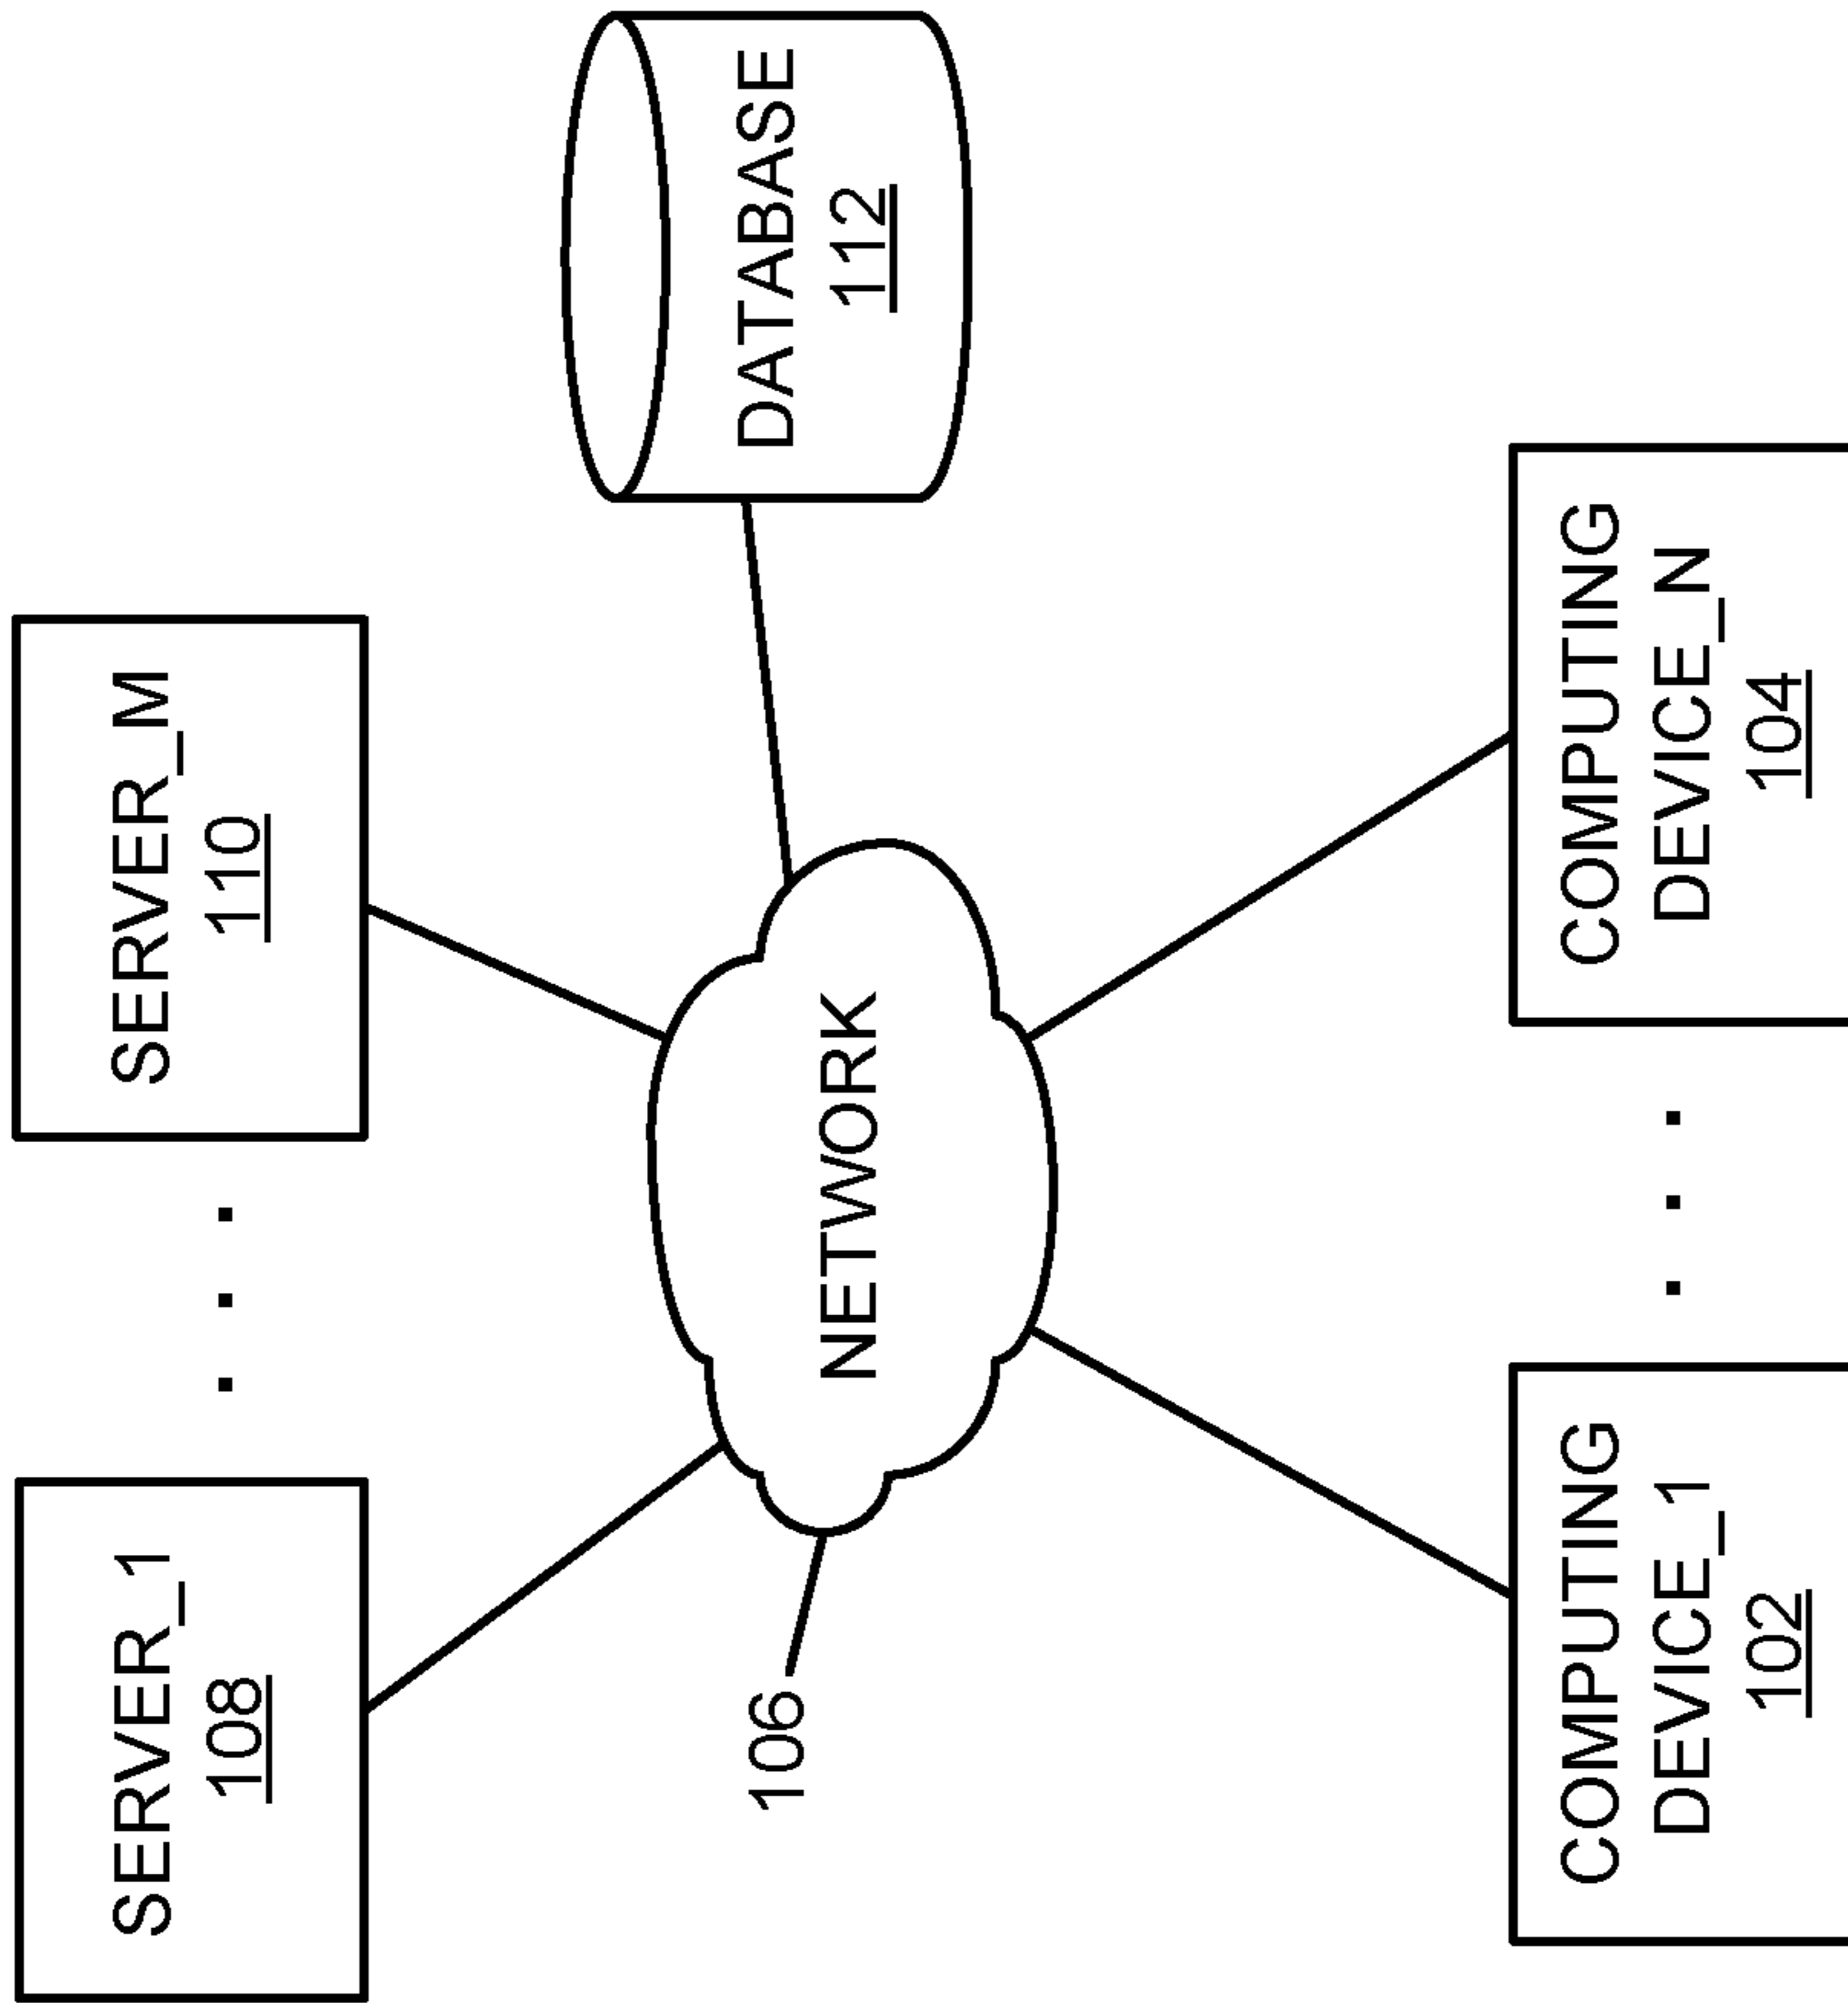 SERVER_1
108
SERVER_M
110
DATABASE
112
NETWORK
106
COMPUTING
DEVICE_1
102
COMPUTING
DEVICE_N
104